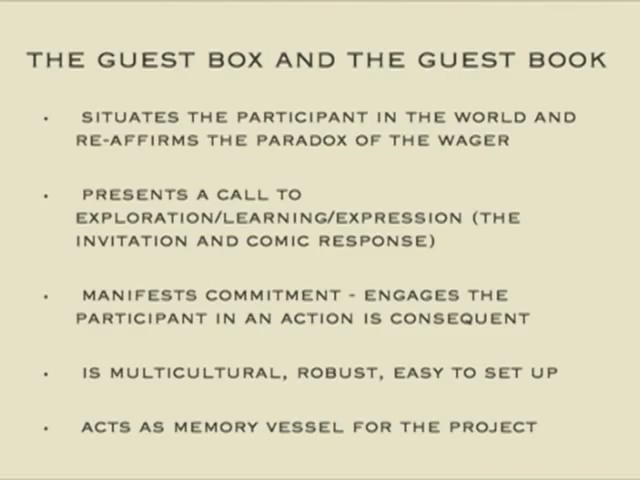 THE GUEST BOX AND THE GUEST BOOK
• SITUATES THE PARTICIPANT IN THE WORLD AND
RE-AFFIRMS THE PARADOX OF THE WAGER
• PRESENTS A CALL TO
EXPLORATION/LEARNING/EXPRESSION (THE
INVITATION AND COMIC RESPONSE)
• MANIFESTS COMMITMENT - ENGAGES THE
PARTICIPANT IN AN ACTION IS CONSEQUENT
• IS MULTICULTURAL, ROBUST, EASY TO SET UP
• ACTS AS MEMORY VESSEL FOR THE PROJECT